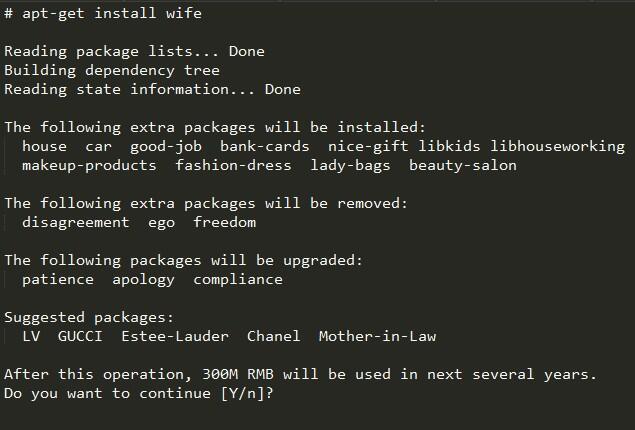 # apt-get install wife
Reading package lists... Done
Building dependency tree
Reading state information... Done
The following extra packages will be installed:
house car good-job bank-cards nice-gift libkids libhouseworking
makeup-products fashion-dress lady-bags beauty-salon
The following extra packages will be removed:
disagreement ego freedom
The following packages will be upgraded:
patience apology compliance
Suggested packages:
LV GUCCI Estee-Lauder Chanel Mother-in-Law
After this operation, 300M RMB will be used in next several years.
Do you want to continue [Y/n]?